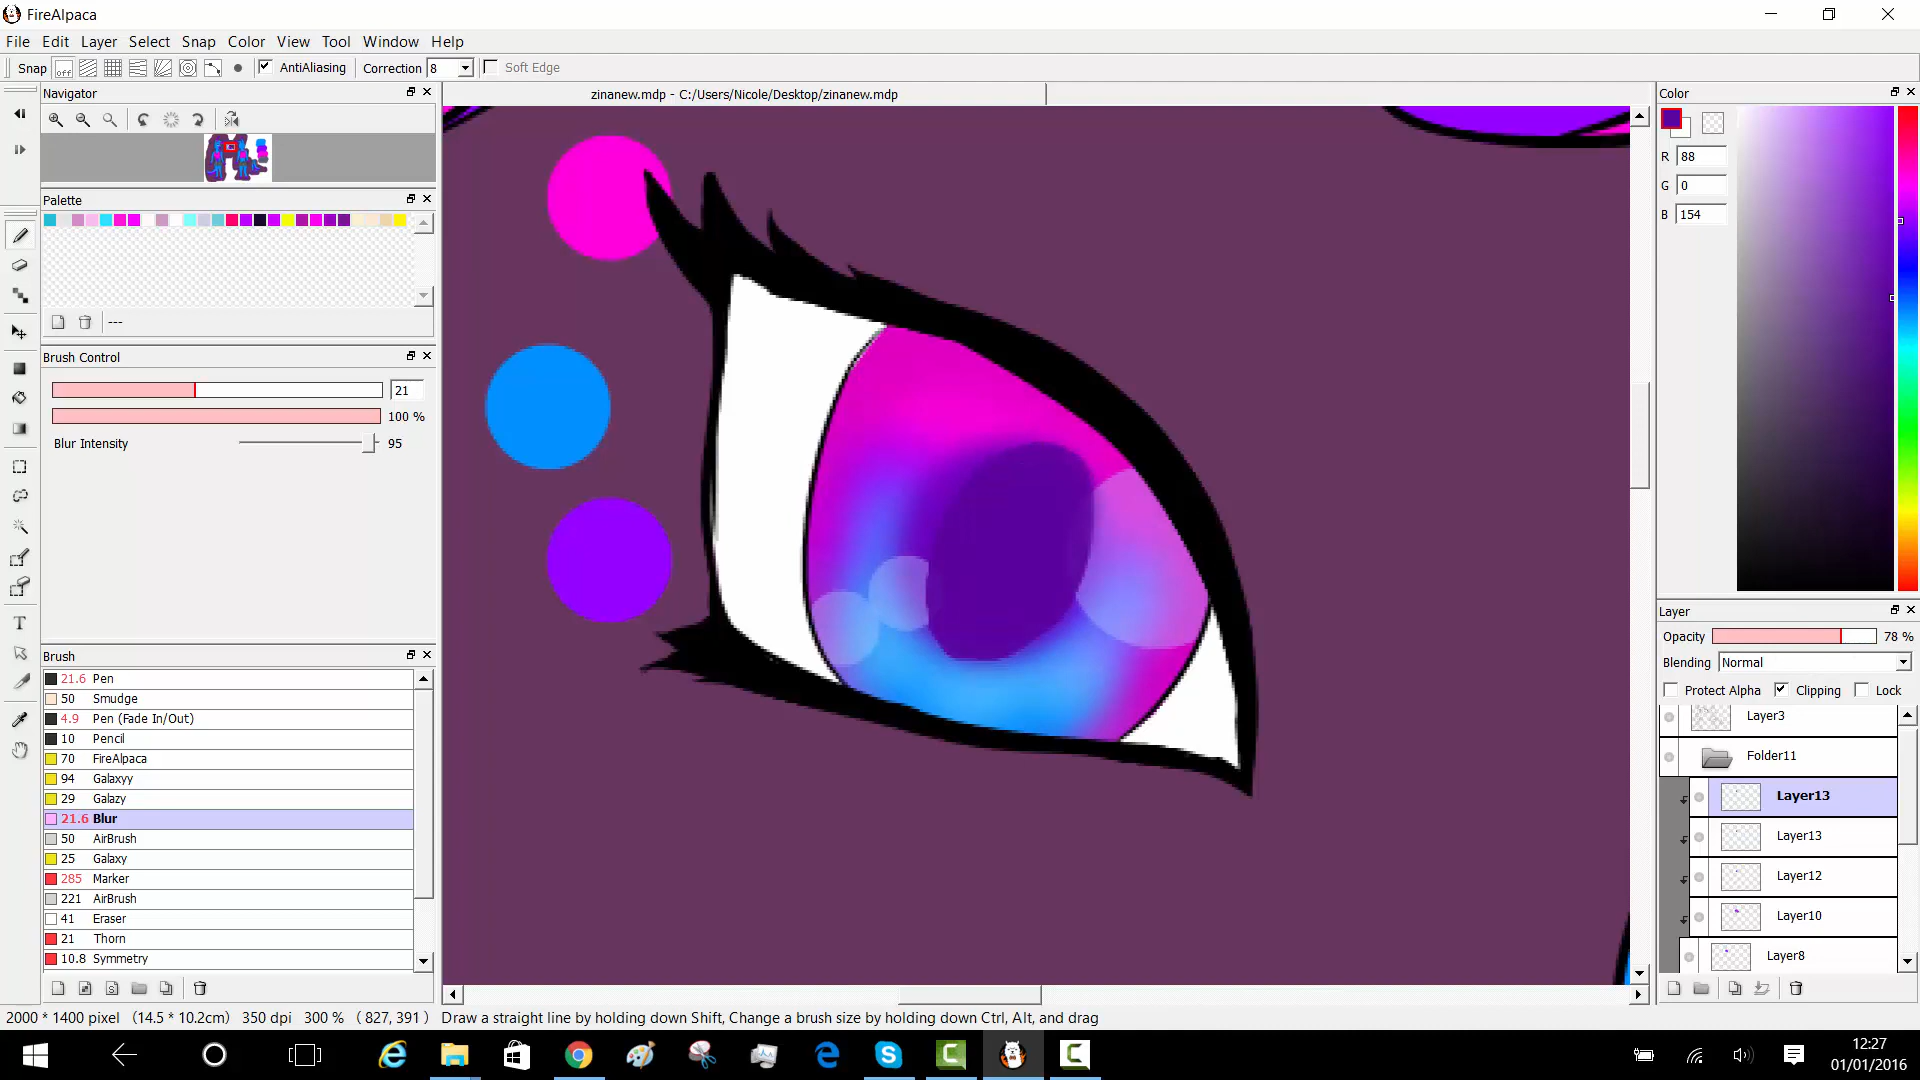 FireAlpaca
File Edit Layer Select Snap Color View Tool Window Help
Snap off AntiAliasing Correction 8 Soft Edge
Navigator
zinanew.mdp - C:/Users/Nicole/Desktop/zinanew.mdp
Color
R 88
G 0
B 154
Palette
---
Brush Control
21
100 %
Blur Intensity 95
Brush
21.6 Pen
50 Smudge
4.9 Pen (Fade In/Out)
10 Pencil
70 FireAlpaca
94 Galaxyy
29 Galazy
21.6 Blur
50 AirBrush
25 Galaxy
285 Marker
221 AirBrush
41 Eraser
21 Thorn
10.8 Symmetry
Layer
Opacity 78 %
Blending Normal
Protect Alpha Clipping Lock
Layer3
Folder11
Layer13
Layer13
Layer12
Layer10
Layer8
2000 * 1400 pixel (14.5 * 10.2cm) 350 dpi 300 % ( 827, 391 ) Draw a straight line by holding down Shift, Change a brush size by holding down Ctrl, Alt, and drag
12:27
01/01/2016